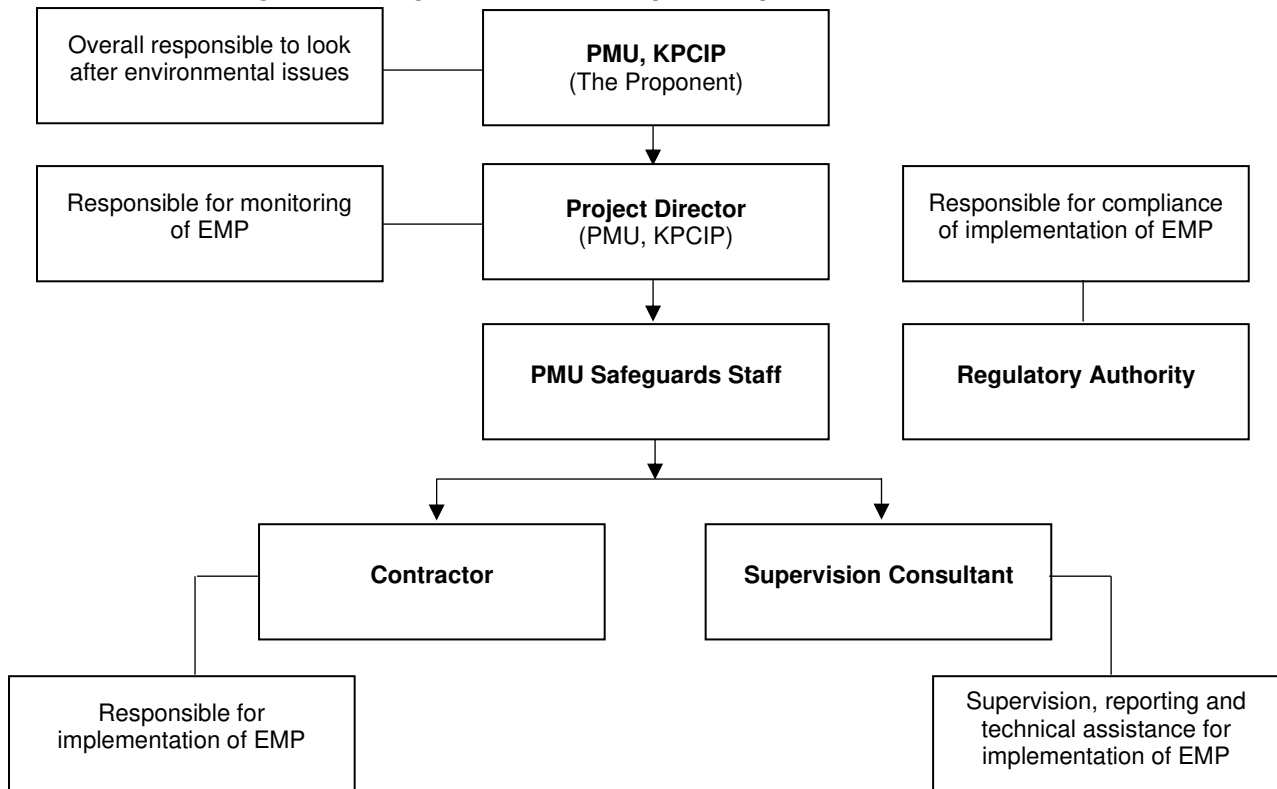 Overall responsible to look
after environmental issues
PMU, KPCIP
(The Proponent)
Responsible for monitoring
of EMP
Project Director
(PMU, KPCIP)
Responsible for compliance
of implementation of EMP
PMU Safeguards Staff
Regulatory Authority
Contractor
Supervision Consultant
Responsible for
implementation of EMP
Supervision, reporting and
technical assistance for
implementation of EMP